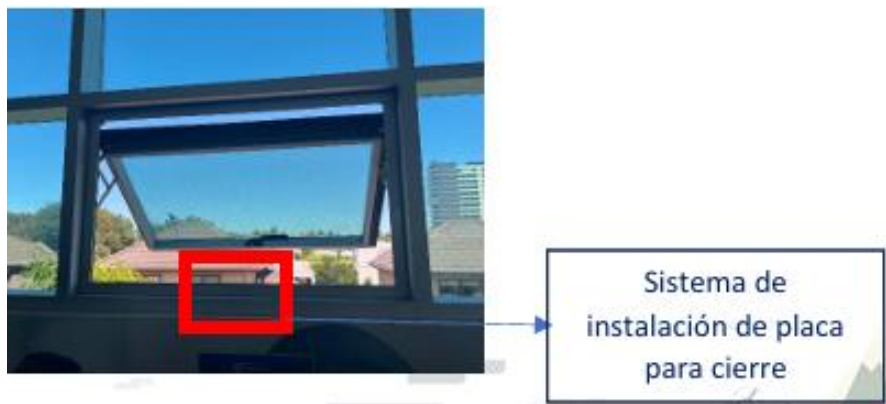 Sistema de
instalación de placa
para cierre